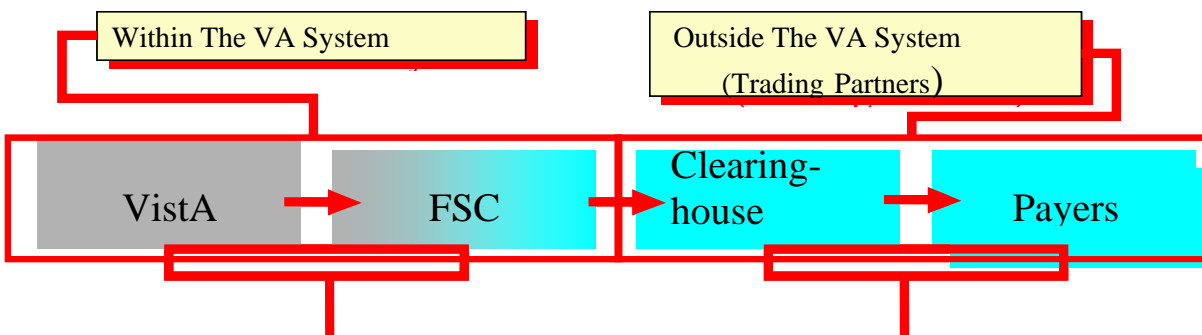 Within The VA System
Outside The VA System
(Trading Partners)
VistA
FSC
Clearing-
house
Payers